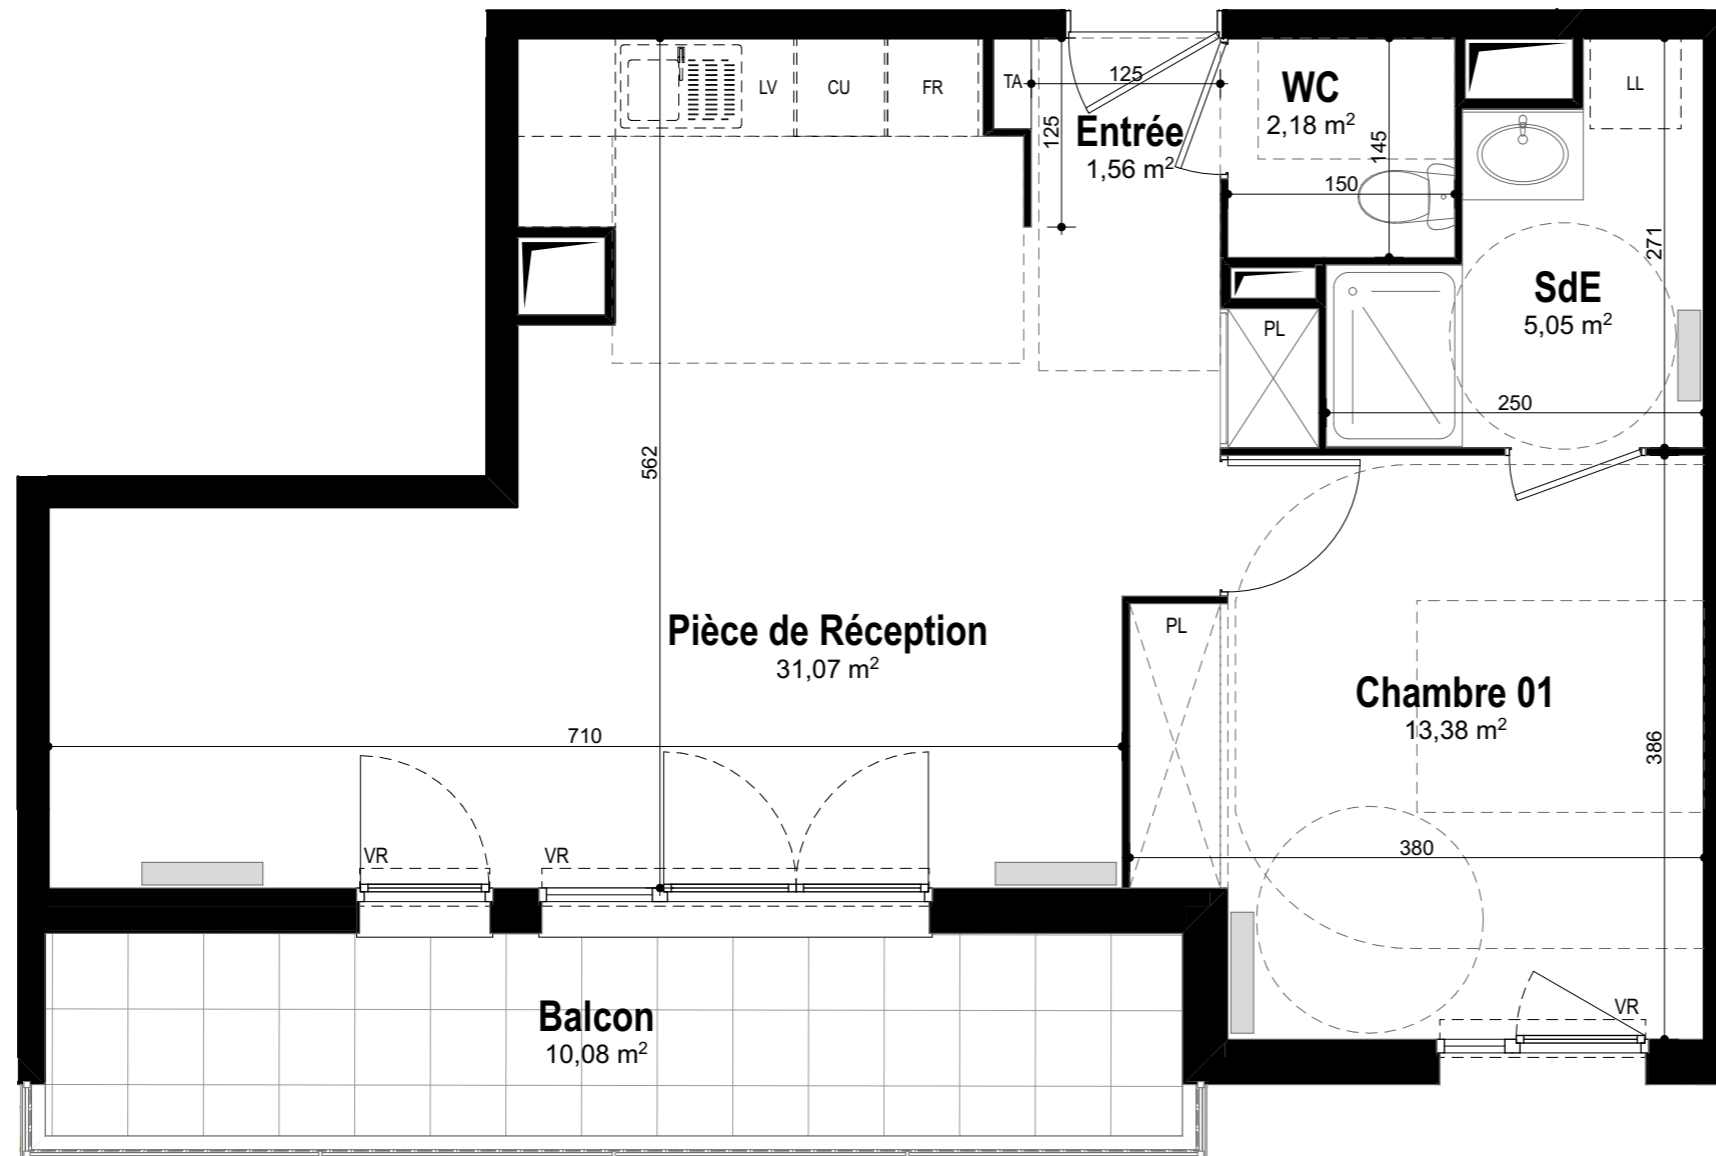 LV
CU
FR
TA
125
125
Entrée
1,56 m²
WC
2,18 m²
145
150
LL
271
SdE
5,05 m²
PL
250
562
Pièce de Réception
31,07 m²
PL
Chambre 01
13,38 m²
710
386
VR
VR
380
VR
Balcon
10,08 m²